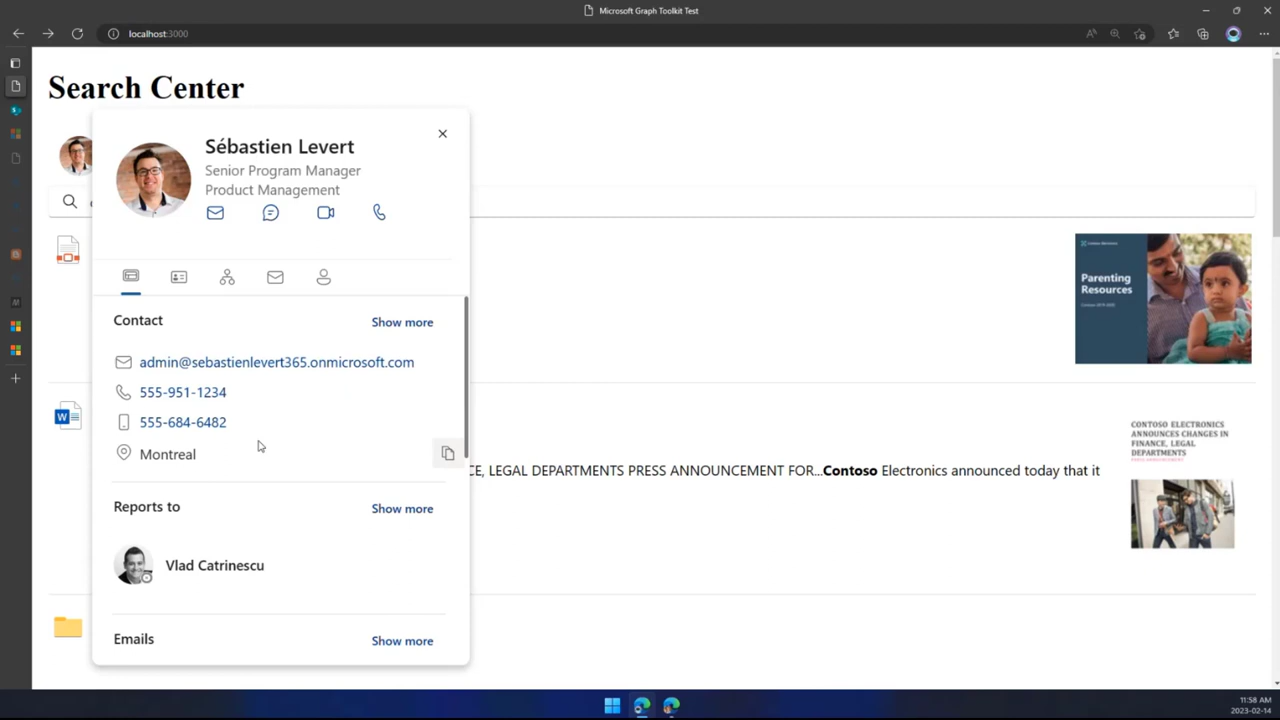 Microsoft Graph Toolkit Test
localhost:3000
Search Center
Sébastien Levert
Senior Program Manager
Product Management
Contact
Show more
admin@sebastienlevert365.onmicrosoft.com
555-951-1234
555-684-6482
Montreal
Reports to
Show more
Vlad Catrinescu
Emails
Show more
Parenting
Resources
W
CONTOSO ELECTRONICS
ANNOUNCES CHANGES IN
FINANCE, LEGAL
DEPARTMENTS
CE, LEGAL DEPARTMENTS PRESS ANNOUNCEMENT FOR...Contoso Electronics announced today that it
11:58 AM
2023-02-14